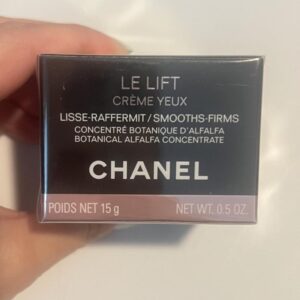 LE LIFT
CRÈME YEUX
LISSE-RAFFERMIT / SMOOTHS-FIRMS
CONCENTRÉ BOTANIQUE D'ALFALFA
BOTANICAL ALFALFA CONCENTRATE
CHANEL
POIDS NET 15 g NET WT. 0.5 OZ.